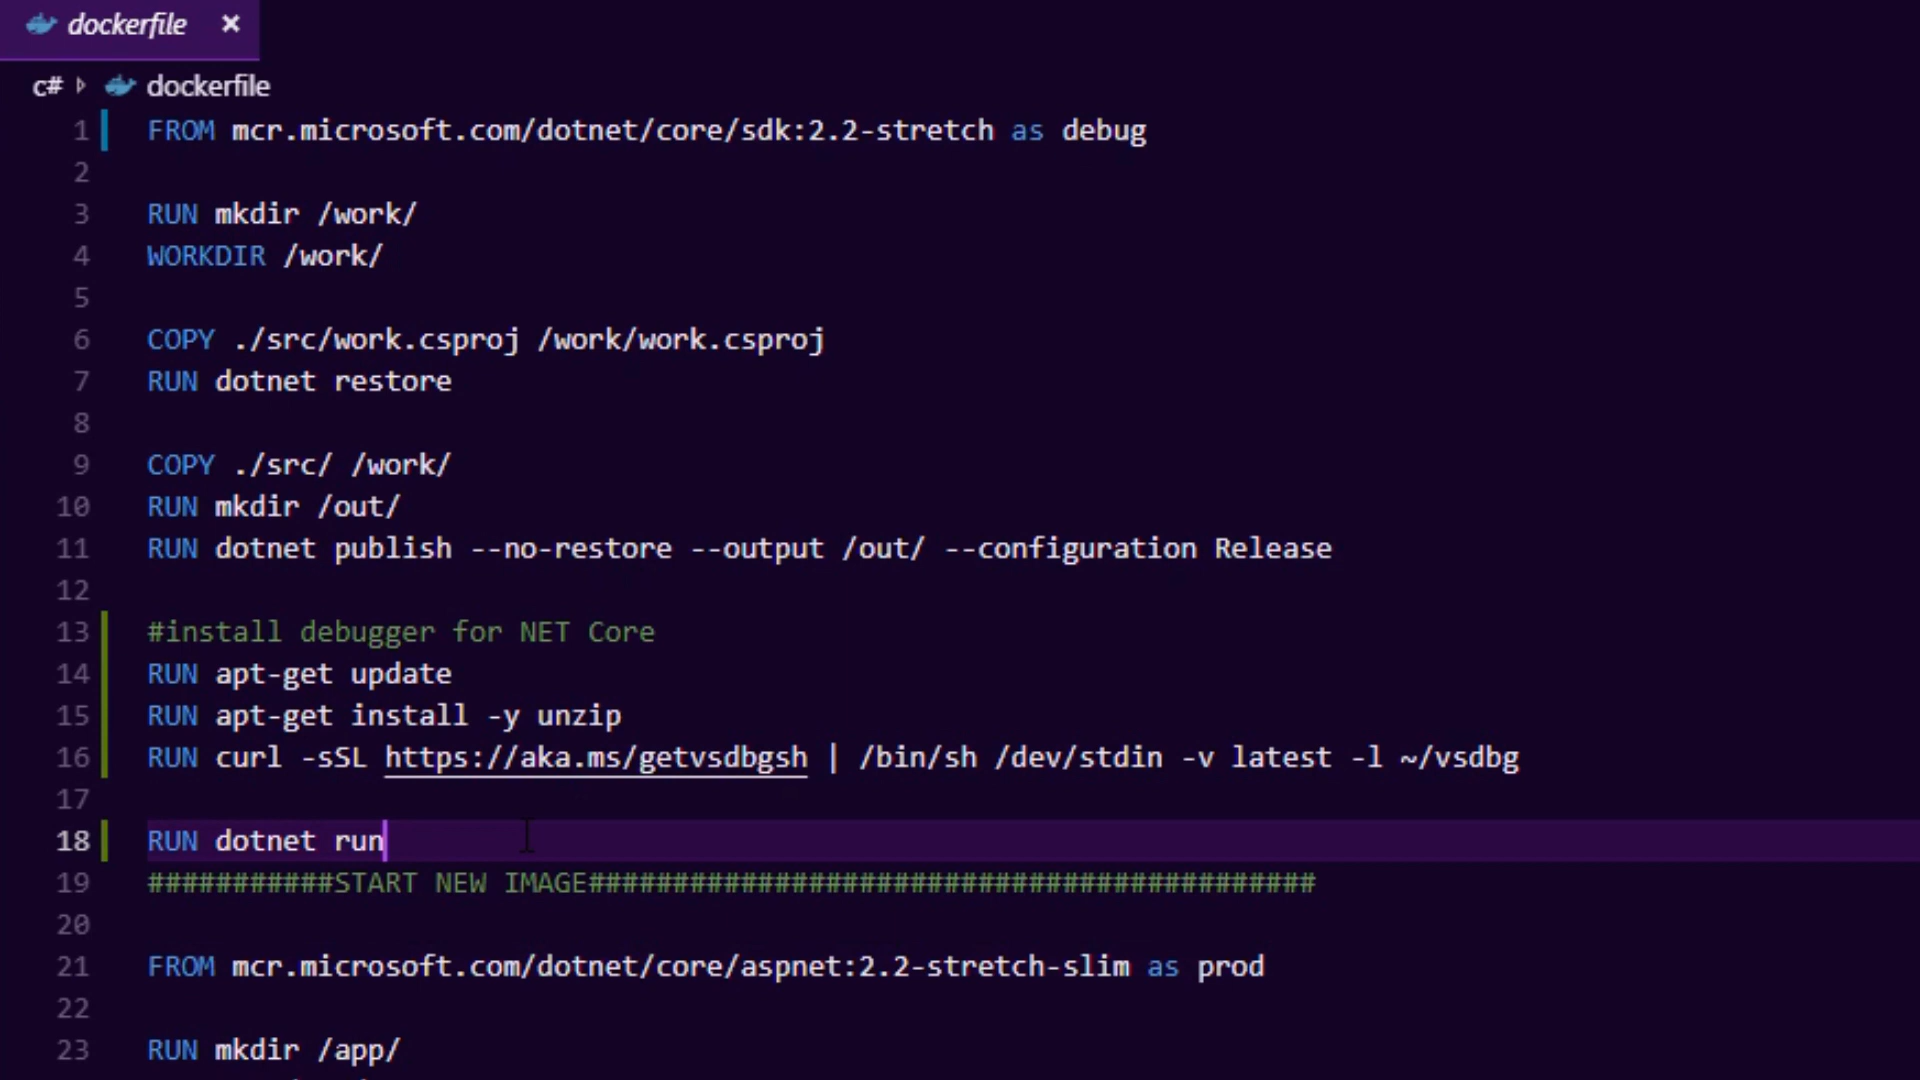 dockerfile ×
c# dockerfile
1 FROM mcr.microsoft.com/dotnet/core/sdk:2.2-stretch as debug
2
3 RUN mkdir /work/
4 WORKDIR /work/
5
6 COPY ./src/work.csproj /work/work.csproj
7 RUN dotnet restore
8
9 COPY ./src/ /work/
10 RUN mkdir /out/
11 RUN dotnet publish --no-restore --output /out/ --configuration Release
12
13 #install debugger for NET Core
14 RUN apt-get update
15 RUN apt-get install -y unzip
16 RUN curl -sSL https://aka.ms/getvsdbgsh | /bin/sh /dev/stdin -v latest -l ~/vsdbg
17
18 RUN dotnet run
19 ###########START NEW IMAGE###########################################
20
21 FROM mcr.microsoft.com/dotnet/core/aspnet:2.2-stretch-slim as prod
22
23 RUN mkdir /app/